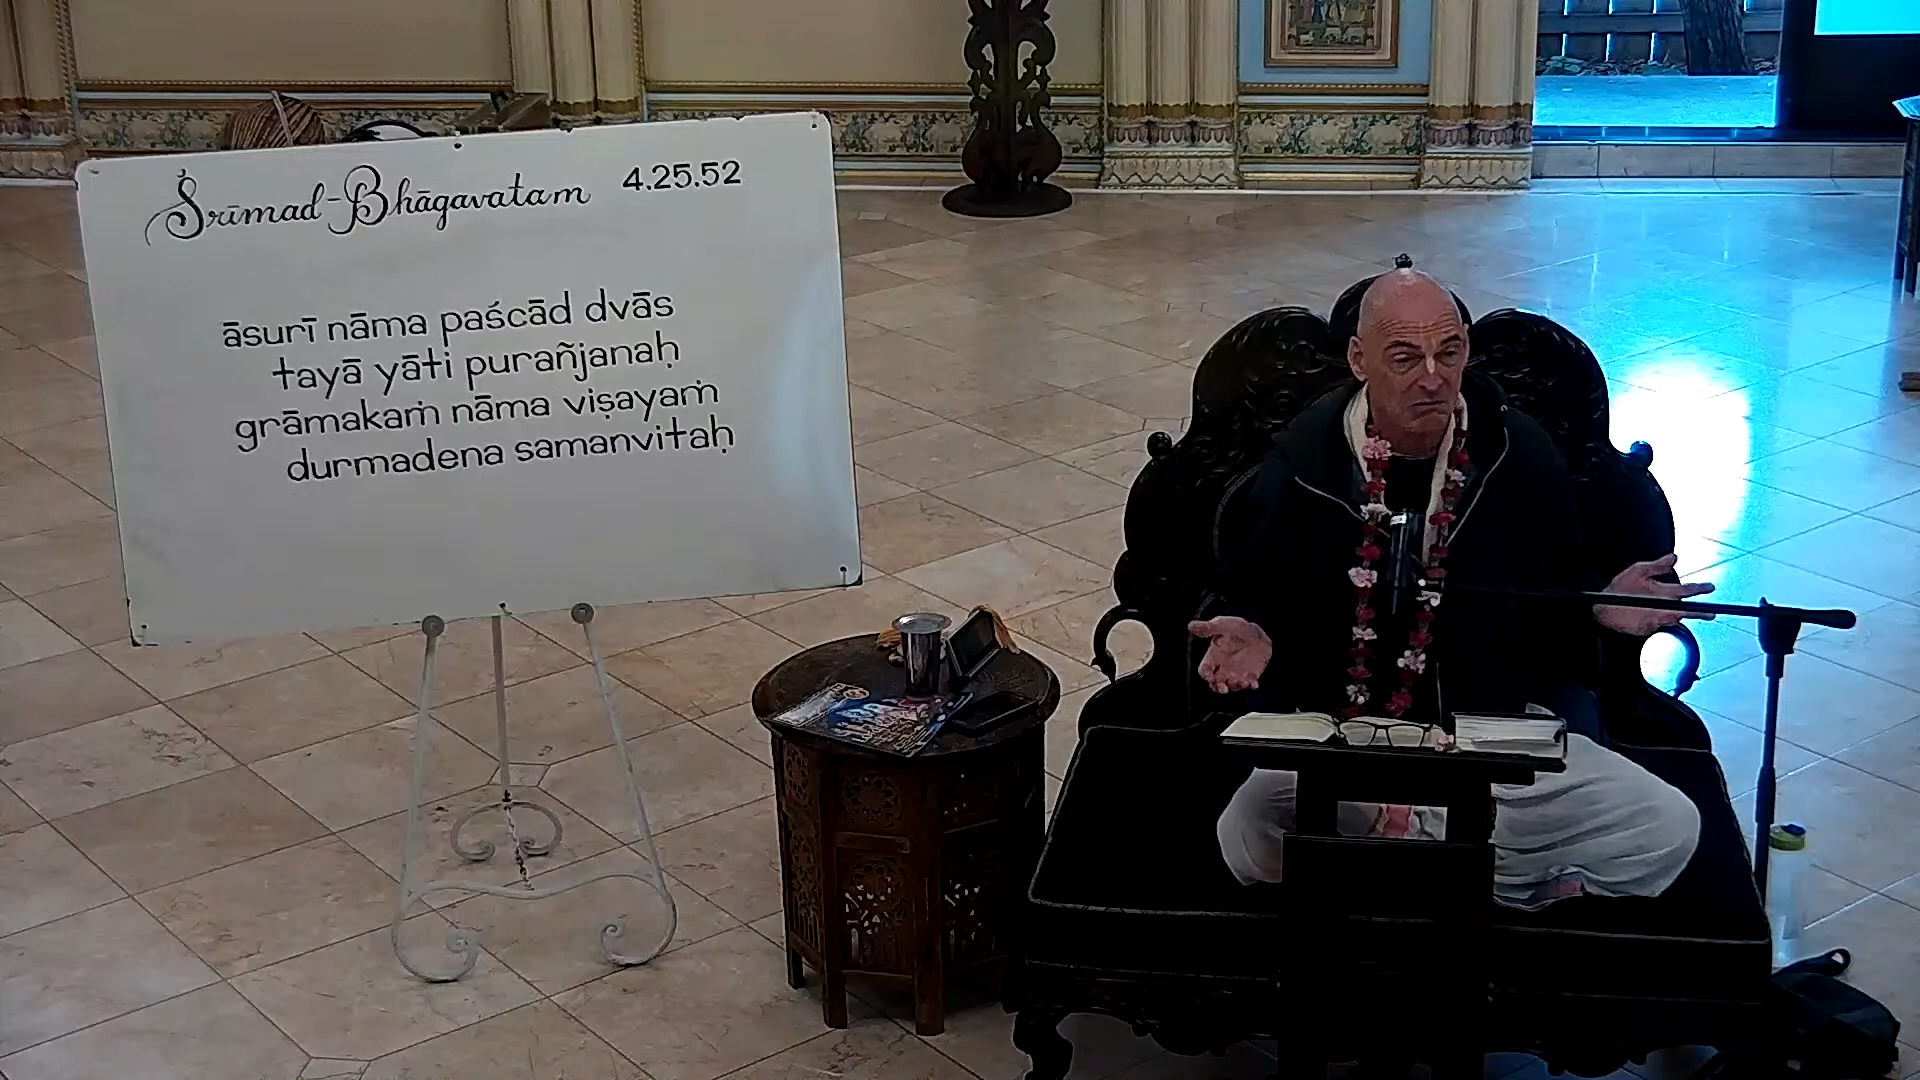 Śrīmad-Bhāgavatam 4.25.52
āsurī nāma paścād dvās
tayā yāti purañjanaḥ
grāmakaṁ nāma viṣayaṁ
durmadena samanvitaḥ